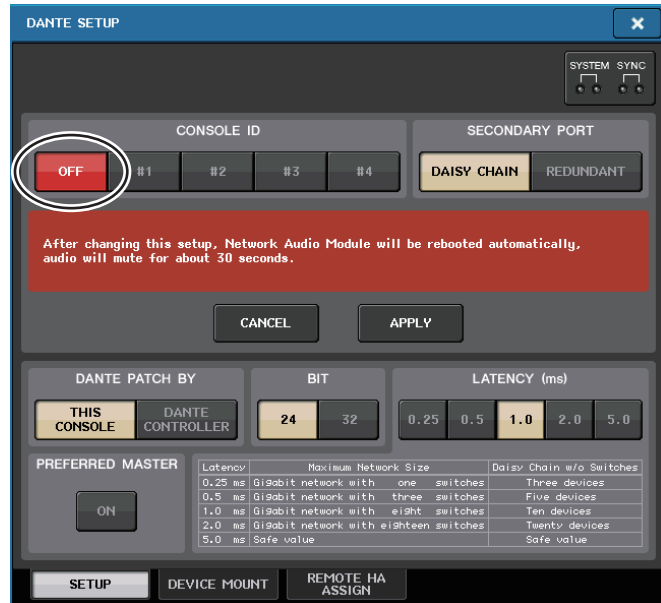 DANTE SETUP
SYSTEM SYNC
CONSOLE ID
SECONDARY PORT
OFF #1 #2 #3 #4
DAISY CHAIN REDUNDANT
After changing this setup, Network Audio Module will be rebooted automatically,
audio will mute for about 30 seconds.
CANCEL APPLY
DANTE PATCH BY
BIT
LATENCY (ms)
THIS
CONSOLE
DANTE
CONTROLLER
24 32
0.25 0.5 1.0 2.0 5.0
PREFERRED MASTER
ON
Latency Maximum Network Size Daisy Chain w/o Switches
0.25 ms Gigabit network with one switches Three devices
0.5 ms Gigabit network with three switches Five devices
1.0 ms Gigabit network with eight switches Ten devices
2.0 ms Gigabit network with eighteen switches Twenty devices
5.0 ms Safe value Safe value
SETUP
DEVICE MOUNT
REMOTE HA
ASSIGN